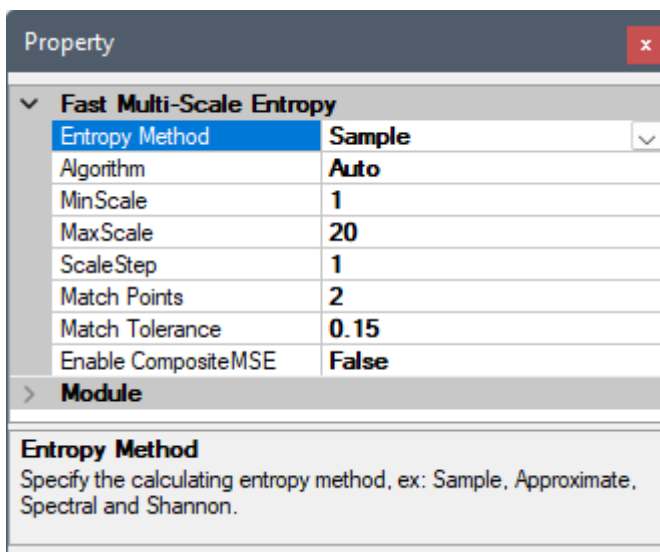 Property
x
Fast Multi-Scale Entropy
Entropy Method Sample
Algorithm Auto
MinScale 1
MaxScale 20
ScaleStep 1
Match Points 2
Match Tolerance 0.15
Enable CompositeMSE False
Module
Entropy Method
Specify the calculating entropy method, ex: Sample, Approximate,
Spectral and Shannon.